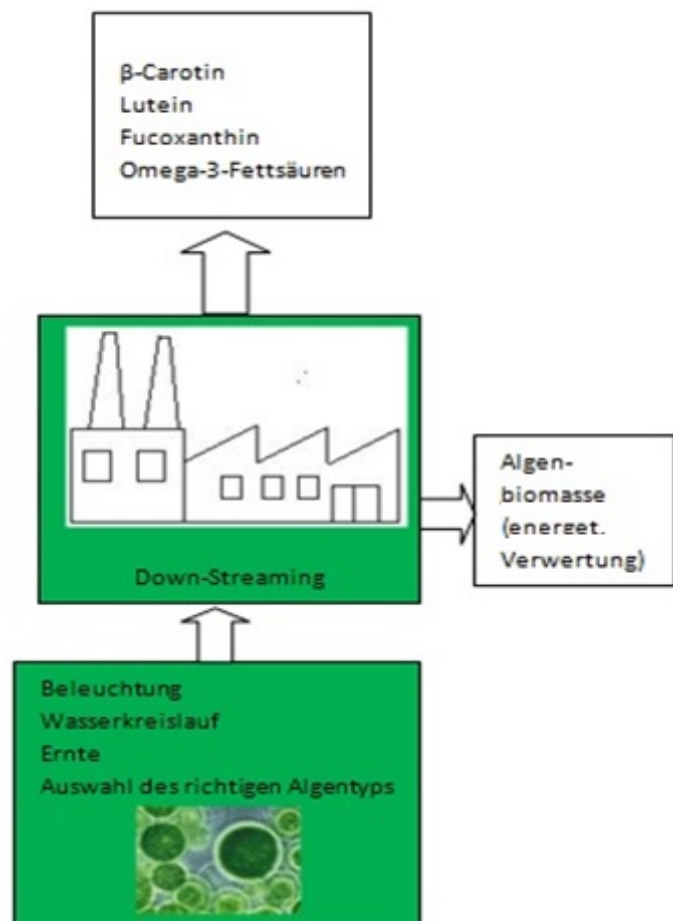 β-Carotin
Lutein
Fucoxanthin
Omega-3-Fettsäuren
Down-Streaming
Algen-
biomasse
(energet.
Verwertung)
Beleuchtung
Wasserkreislauf
Ernte
Auswahl des richtigen Algentyps